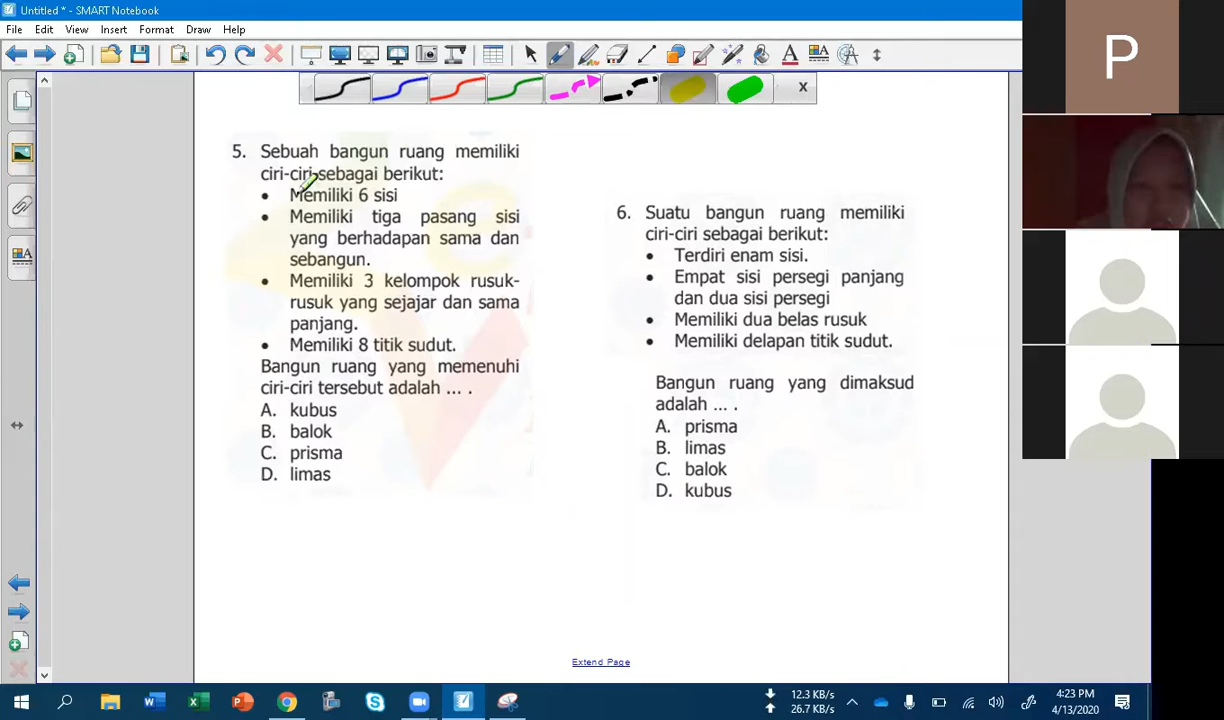 Untitled * - SMART Notebook
File Edit View Insert Format Draw Help
P
x
5. Sebuah bangun ruang memiliki
ciri-ciri sebagai berikut:
• Memiliki 6 sisi
• Memiliki tiga pasang sisi
yang berhadapan sama dan
sebangun.
• Memiliki 3 kelompok rusuk-
rusuk yang sejajar dan sama
panjang.
• Memiliki 8 titik sudut.
Bangun ruang yang memenuhi
ciri-ciri tersebut adalah ... .
A. kubus
B. balok
C. prisma
D. limas
6. Suatu bangun ruang memiliki
ciri-ciri sebagai berikut:
• Terdiri enam sisi.
• Empat sisi persegi panjang
dan dua sisi persegi
• Memiliki dua belas rusuk
• Memiliki delapan titik sudut.
Bangun ruang yang dimaksud
adalah ... .
A. prisma
B. limas
C. balok
D. kubus
Extend Page
12.3 KB/s
26.7 KB/s
4:23 PM
4/13/2020